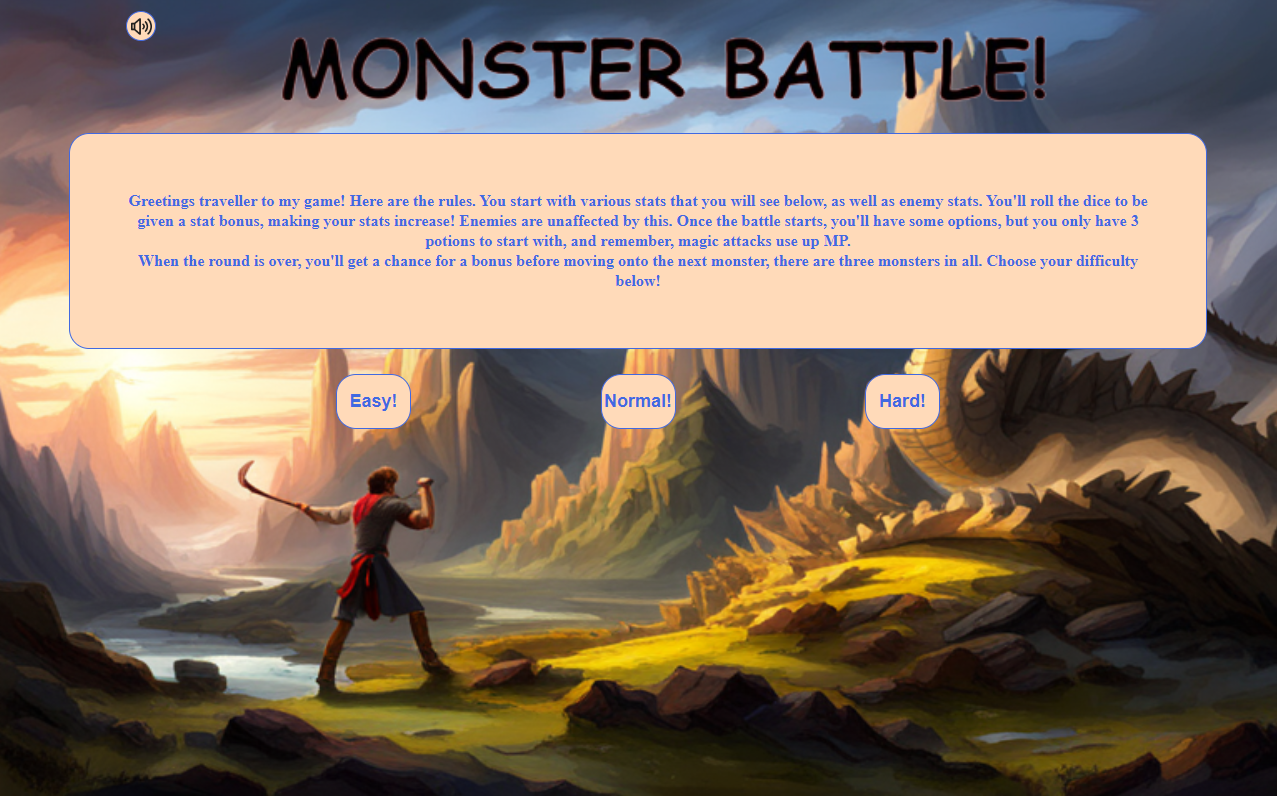 MONSTER BATTLE!
Greetings traveller to my game! Here are the rules. You start with various stats that you will see below, as well as enemy stats. You'll roll the dice to be
given a stat bonus, making your stats increase! Enemies are unaffected by this. Once the battle starts, you'll have some options, but you only have 3
potions to start with, and remember, magic attacks use up MP.
When the round is over, you'll get a chance for a bonus before moving onto the next monster, there are three monsters in all. Choose your difficulty
below!
Easy!
Normal!
Hard!